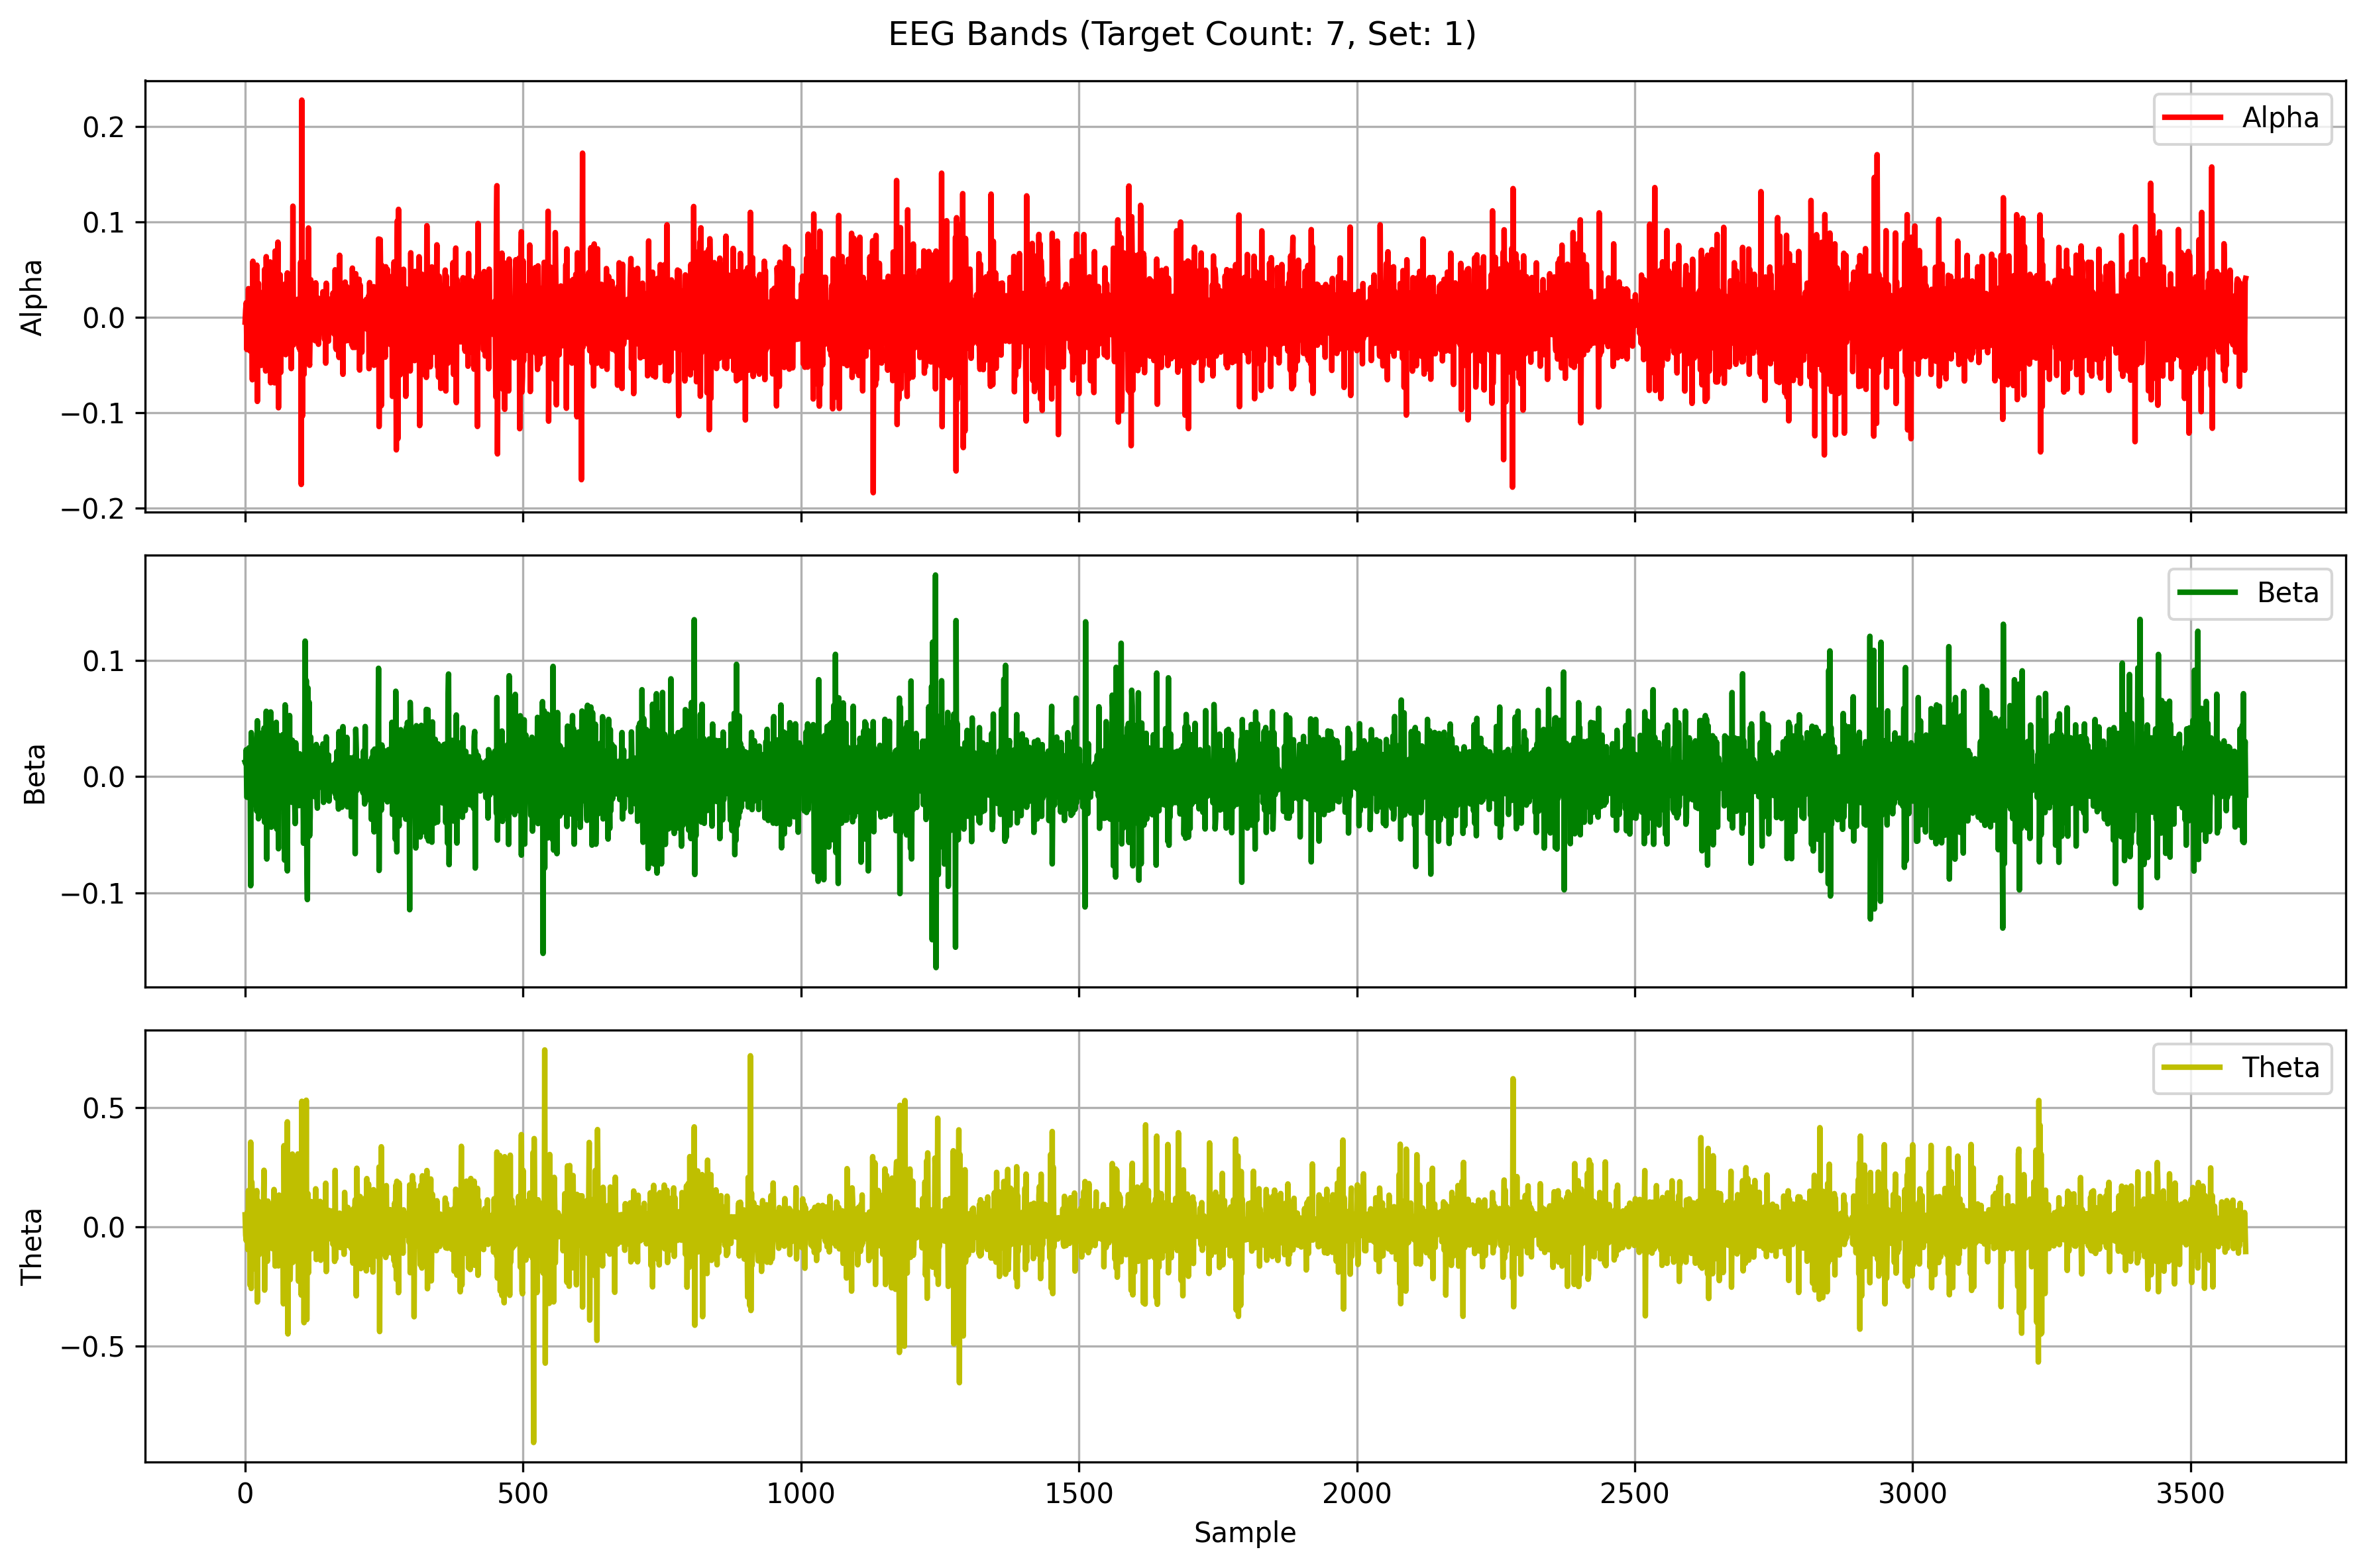 EEG Bands (Target Count: 7, Set: 1)
Alpha
0.2
0.1
0.0
−0.1
−0.2
Alpha
Beta
0.1
0.0
−0.1
Beta
Theta
0.5
0.0
−0.5
Theta
0 500 1000 1500 2000 2500 3000 3500
Sample